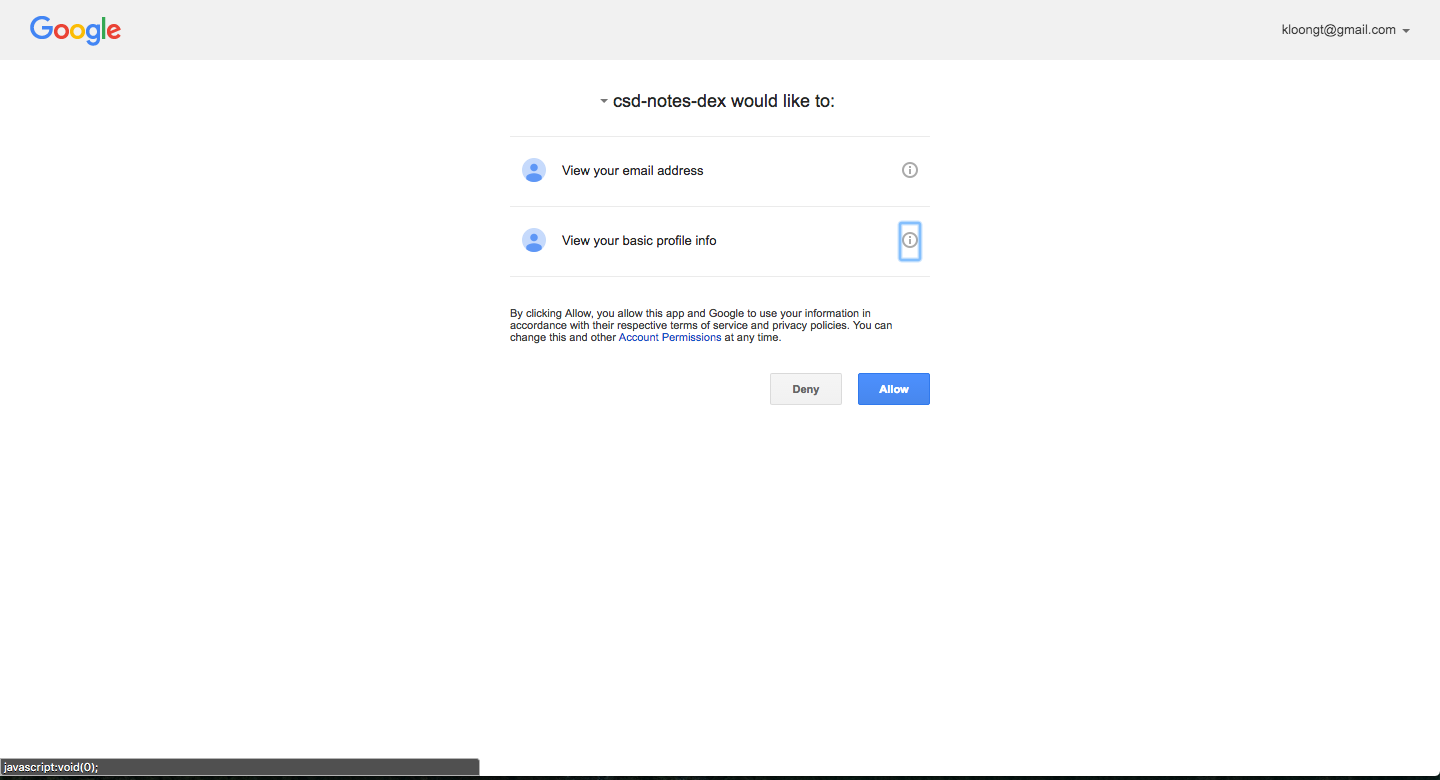 Google
kloongt@gmail.com
csd-notes-dex would like to:
View your email address
View your basic profile info
By clicking Allow, you allow this app and Google to use your information in
accordance with their respective terms of service and privacy policies. You can
change this and other Account Permissions at any time.
Deny
Allow
javascript:void(0);